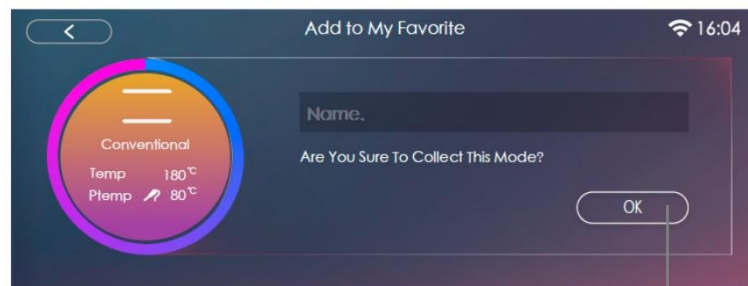 Add to My Favorite
16:04
Name.
Conventional
Are You Sure To Collect This Mode?
Temp 180℃
Ptemp 80℃
OK